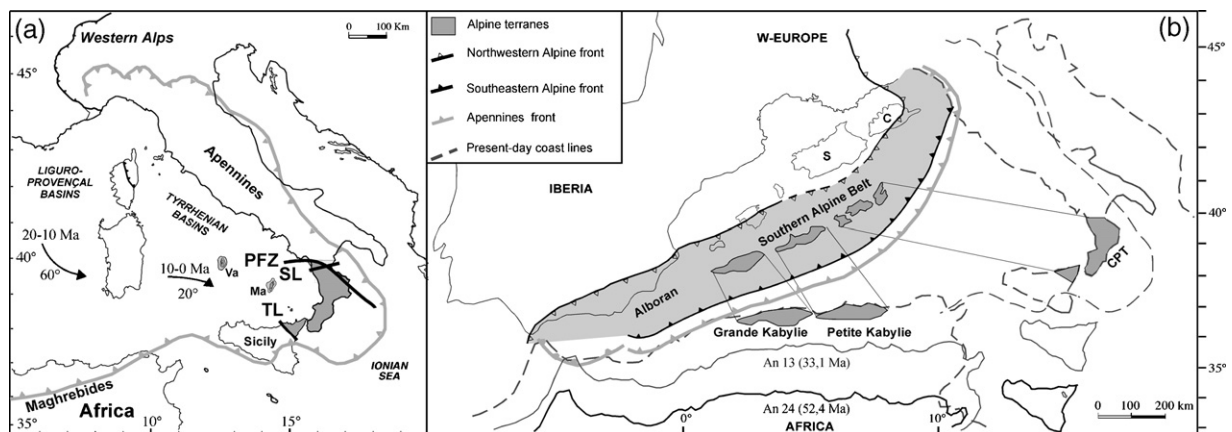 (a)
0 100 Km
Western Alps
45°
Apennines
LIGURO-
PROVENÇAL
BASINS
TYRRHENIAN
BASINS
20-10 Ma
60°
40°
10-0 Ma
20°
Va
Ma
PFZ
SL
TL
Sicily
IONIAN
SEA
Maghrebides
Africa
35°
10°
15°
Alpine terranes
Northwestern Alpine front
Southeastern Alpine front
Apennines front
Present-day coast lines
(b)
W-EUROPE
45°
C
S
IBERIA
Southern Alpine Belt
40°
CPT
Alboran
Grande Kabylie
Petite Kabylie
An 13 (33,1 Ma)
35°
An 24 (52,4 Ma)
0°
10°
AFRICA
0 100 200 km